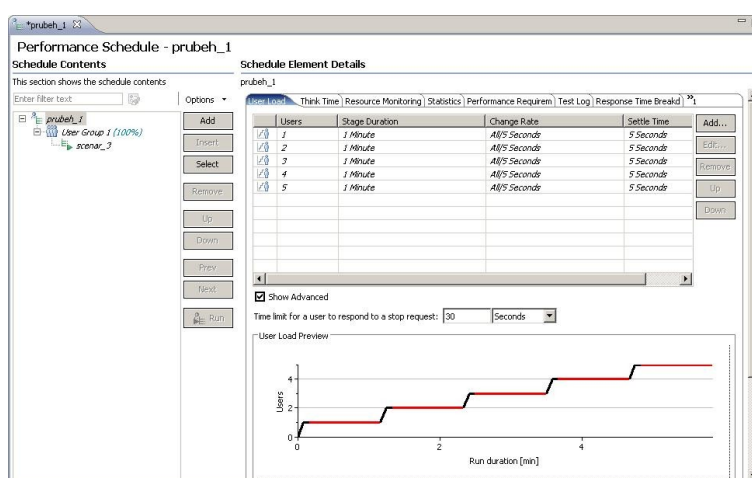 *prubeh_1
Performance Schedule - prubeh_1
Schedule Contents
This section shows the schedule contents
Enter filter text
Options
prubeh_1
User Group 1 (100%)
scenar_3
Add
Insert
Select
Remove
Up
Down
Prev
Next
Run
Schedule Element Details
prubeh_1
User Load Think Time Resource Monitoring Statistics Performance Requirem Test Log Response Time Breakd »1
Users Stage Duration Change Rate Settle Time
1 1 Minute All/5 Seconds 5 Seconds
2 1 Minute All/5 Seconds 5 Seconds
3 1 Minute All/5 Seconds 5 Seconds
4 1 Minute All/5 Seconds 5 Seconds
5 1 Minute All/5 Seconds 5 Seconds
Add...
Edit...
Remove
Up
Down
Show Advanced
Time limit for a user to respond to a stop request: 30 Seconds
User Load Preview
Users
4
2
0
0 2 4
Run duration [min]